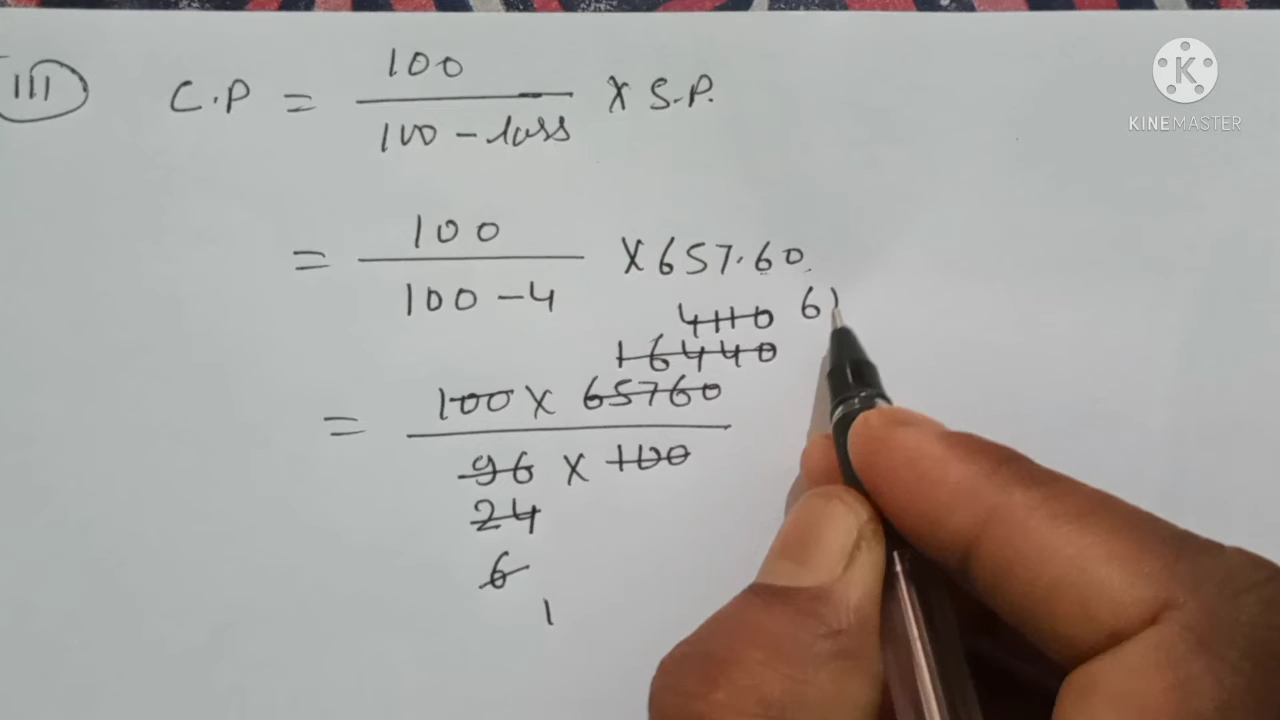 III C.P = 100 / 100 - loss X S.P.
= 100 / 100 - 4 X 657.60
4110 6
16440
= 100 X 65760 / 96 X 100
24
6
1
K
KINEMASTER